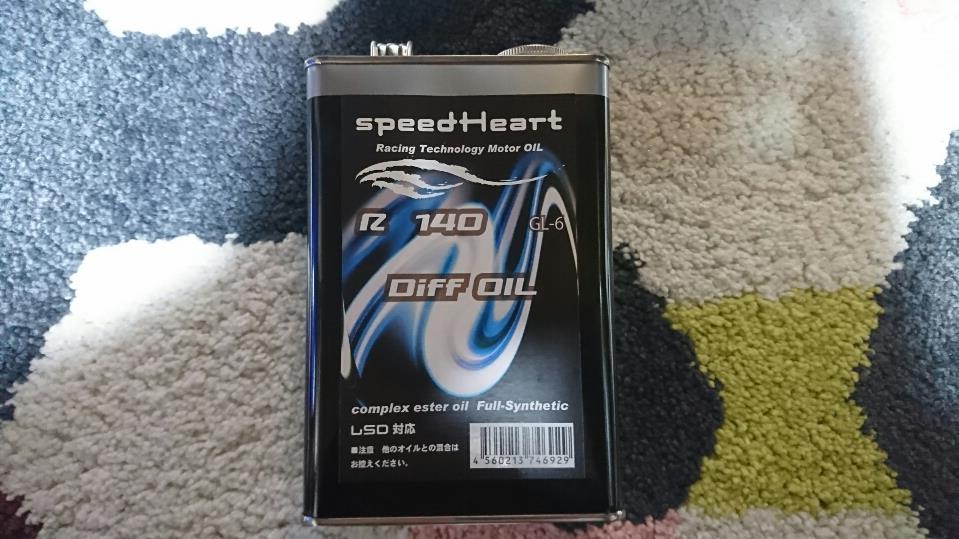 speedHeart
Racing Technology Motor OIL
R 140 GL-6
Diff OIL
complex ester oil Full-Synthetic
LSD 対応
■注意 他のオイルとの混合は
お控えください。
4 560213 746929